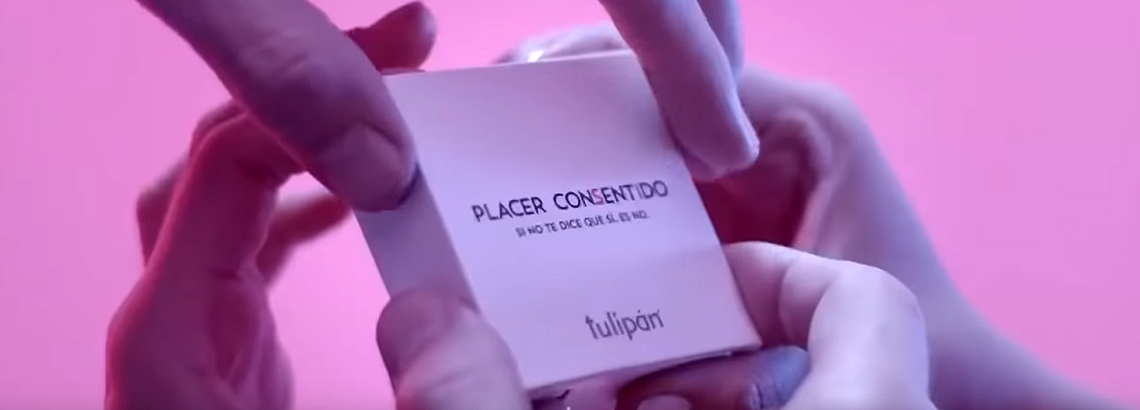 PLACER CONSENTIDO
SI NO TE DICE QUE SÍ, ES NO.
tulipán